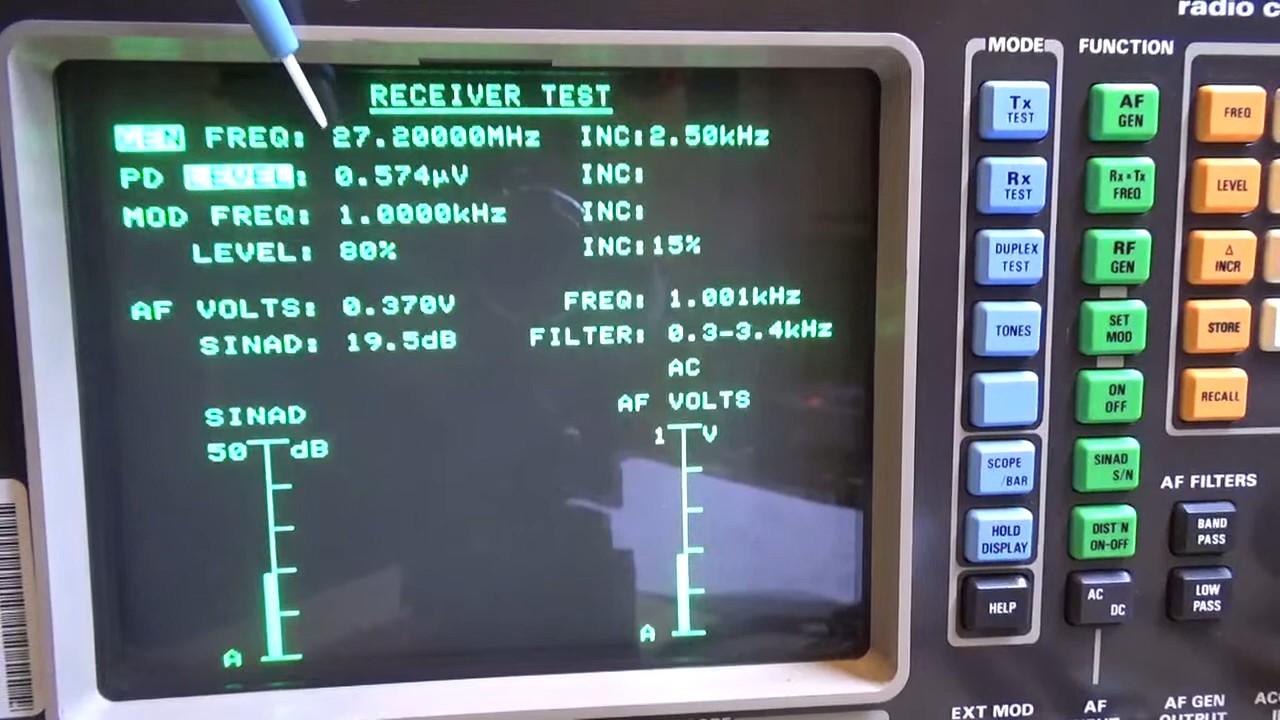 radio c
RECEIVER TEST
GEN FREQ: 27.20000MHz INC:2.50kHz
PD LEVEL: 0.574µV INC:
MOD FREQ: 1.0000kHz INC:
LEVEL: 80% INC:15%
AF VOLTS: 0.370V FREQ: 1.001kHz
SINAD: 19.5dB FILTER: 0.3-3.4kHz
AC
SINAD
50 dB
A
AF VOLTS
1 V
A
MODE
Tx
TEST
Rx
TEST
DUPLEX
TEST
TONES
SCOPE
/BAR
HOLD
DISPLAY
HELP
FUNCTION
AF
GEN
Rx=Tx
FREQ
RF
GEN
SET
MOD
ON
OFF
SINAD
S/N
DIST'N
ON-OFF
AC
DC
FREQ
LEVEL
Δ
INCR
STORE
RECALL
AF FILTERS
BAND
PASS
LOW
PASS
EXT MOD
AF
AF GEN
OUTPUT